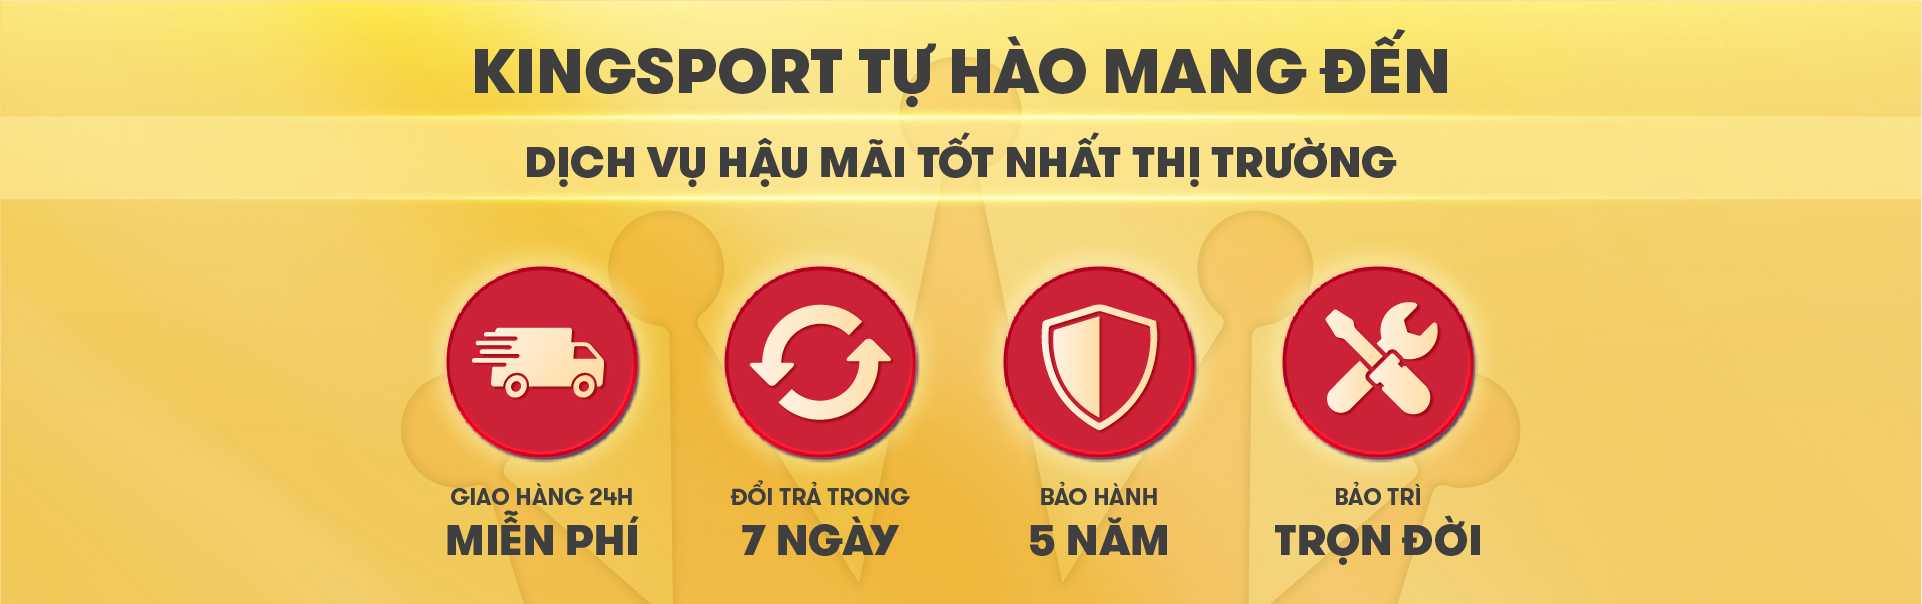 KINGSPORT TỰ HÀO MANG ĐẾN
DỊCH VỤ HẬU MÃI TỐT NHẤT THỊ TRƯỜNG
GIAO HÀNG 24H
MIỄN PHÍ
ĐỔI TRẢ TRONG
7 NGÀY
BẢO HÀNH
5 NĂM
BẢO TRÌ
TRỌN ĐỜI